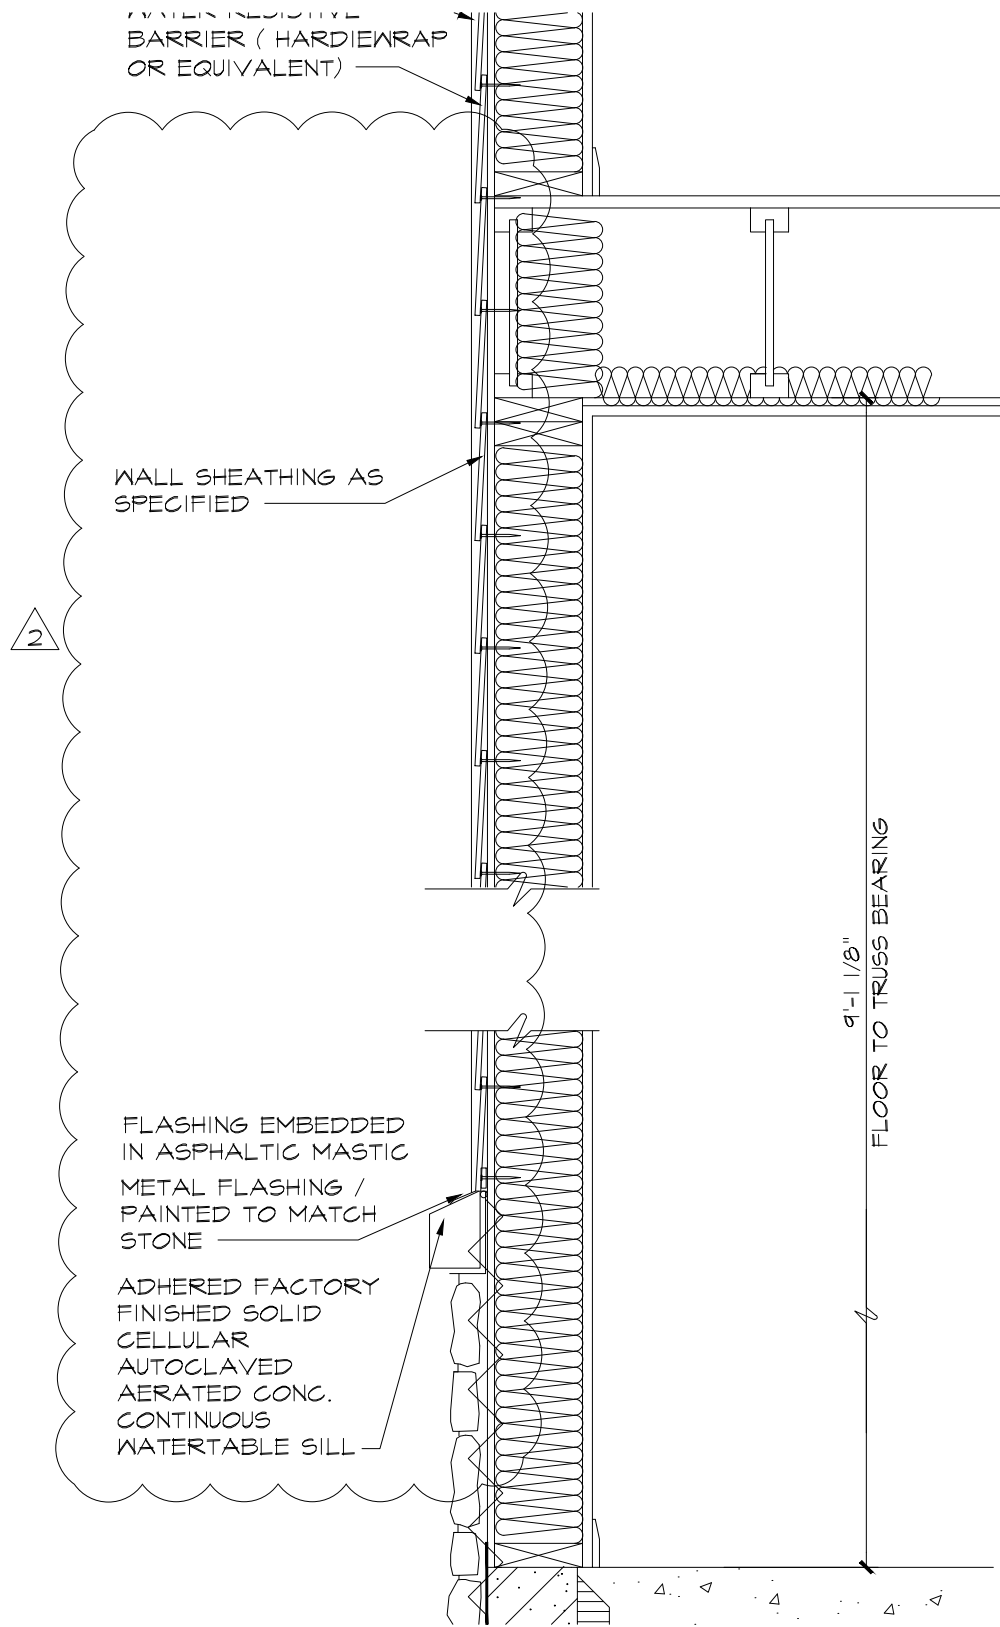 WATER RESISTIVE
BARRIER ( HARDIEWRAP
OR EQUIVALENT)
WALL SHEATHING AS
SPECIFIED
2
9'-1 1/8"
FLOOR TO TRUSS BEARING
FLASHING EMBEDDED
IN ASPHALTIC MASTIC
METAL FLASHING /
PAINTED TO MATCH
STONE
ADHERED FACTORY
FINISHED SOLID
CELLULAR
AUTOCLAVED
AERATED CONC.
CONTINUOUS
WATERTABLE SILL